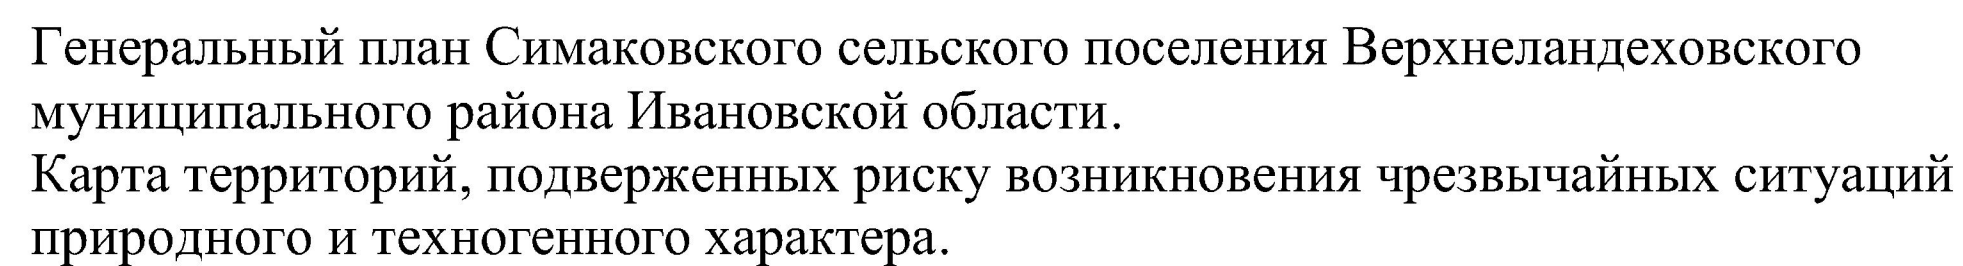 Генеральный план Симаковского сельского поселения Верхнеландеховского
муниципального района Ивановской области.
Карта территорий, подверженных риску возникновения чрезвычайных ситуаций
природного и техногенного характера.